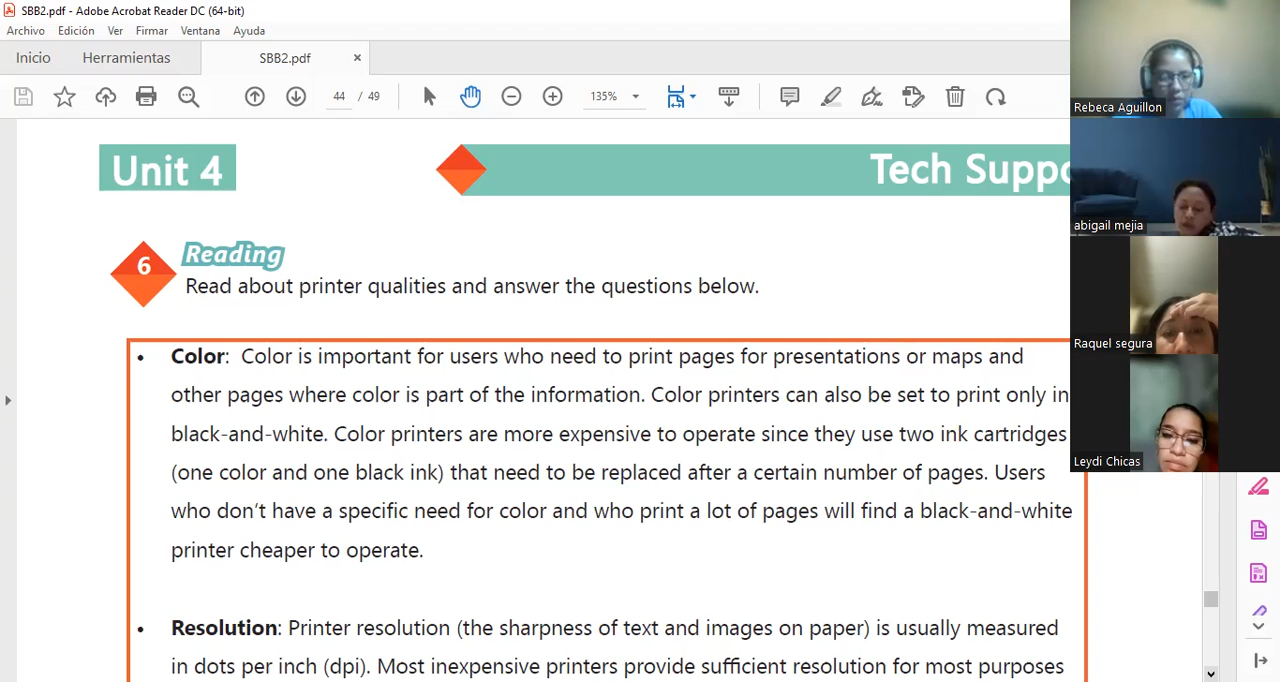 SBB2.pdf - Adobe Acrobat Reader DC (64-bit)
Archivo Edición Ver Firmar Ventana Ayuda
Inicio Herramientas SBB2.pdf ×
44 / 49 135%
Unit 4
Tech Suppo
6
Reading
Read about printer qualities and answer the questions below.
• Color: Color is important for users who need to print pages for presentations or maps and
other pages where color is part of the information. Color printers can also be set to print only in
black-and-white. Color printers are more expensive to operate since they use two ink cartridges
(one color and one black ink) that need to be replaced after a certain number of pages. Users
who don't have a specific need for color and who print a lot of pages will find a black-and-white
printer cheaper to operate.
• Resolution: Printer resolution (the sharpness of text and images on paper) is usually measured
in dots per inch (dpi). Most inexpensive printers provide sufficient resolution for most purposes
Rebeca Aguillon
abigail mejia
Raquel segura
Leydi Chicas